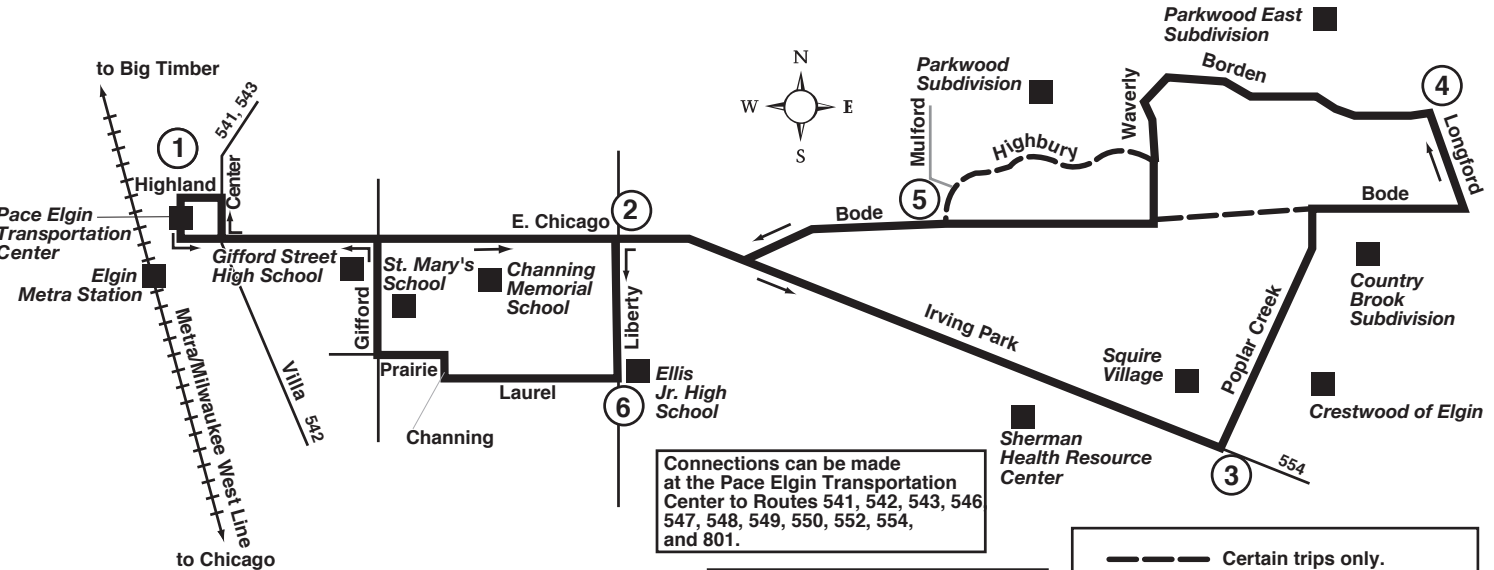 Parkwood East
Subdivision
to Big Timber
Parkwood
Subdivision
Borden
N
W
E
S
541, 543
1
Highland
Center
Mulford
Highbury
Waverly
4
Longford
Pace Elgin
Transportation
Center
E. Chicago
2
5
Bode
Bode
Elgin
Metra Station
Gifford Street
High School
St. Mary's
School
Channing
Memorial
School
Gifford
Liberty
Irving Park
Country
Brook
Subdivision
Squire
Village
Poplar Creek
Metra/Milwaukee West Line
Villa
542
Prairie
Laurel
Ellis
Jr. High
School
6
Crestwood of Elgin
Channing
Sherman
Health Resource
Center
3
554
Connections can be made
at the Pace Elgin Transportation
Center to Routes 541, 542, 543, 546,
547, 548, 549, 550, 552, 554,
and 801.
to Chicago
Certain trips only.